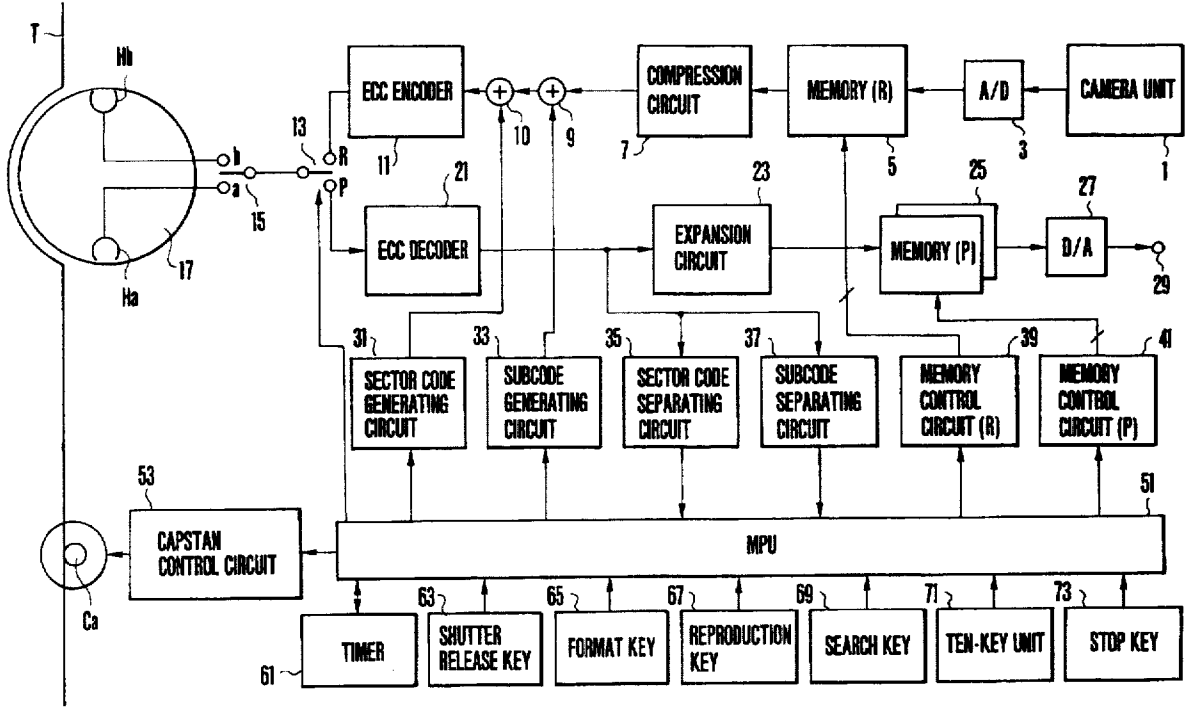 T
Hb
ECC ENCODER
11
10
9
COMPRESSION
CIRCUIT
7
MEMORY (R)
5
A/D
3
CAMERA UNIT
1
13
R
P
b
a
15
17
Ha
21
ECC DECODER
23
EXPANSION
CIRCUIT
25
MEMORY (P)
27
D/A
29
31
SECTOR CODE
GENERATING
CIRCUIT
33
SUBCODE
GENERATING
CIRCUIT
35
SECTOR CODE
SEPARATING
CIRCUIT
37
SUBCODE
SEPARATING
CIRCUIT
39
MEMORY
CONTROL
CIRCUIT (R)
41
MEMORY
CONTROL
CIRCUIT (P)
53
CAPSTAN
CONTROL CIRCUIT
Ca
51
MPU
61
TIMER
63
SHUTTER
RELEASE KEY
65
FORMAT KEY
67
REPRODUCTION
KEY
69
SEARCH KEY
71
TEN-KEY UNIT
73
STOP KEY